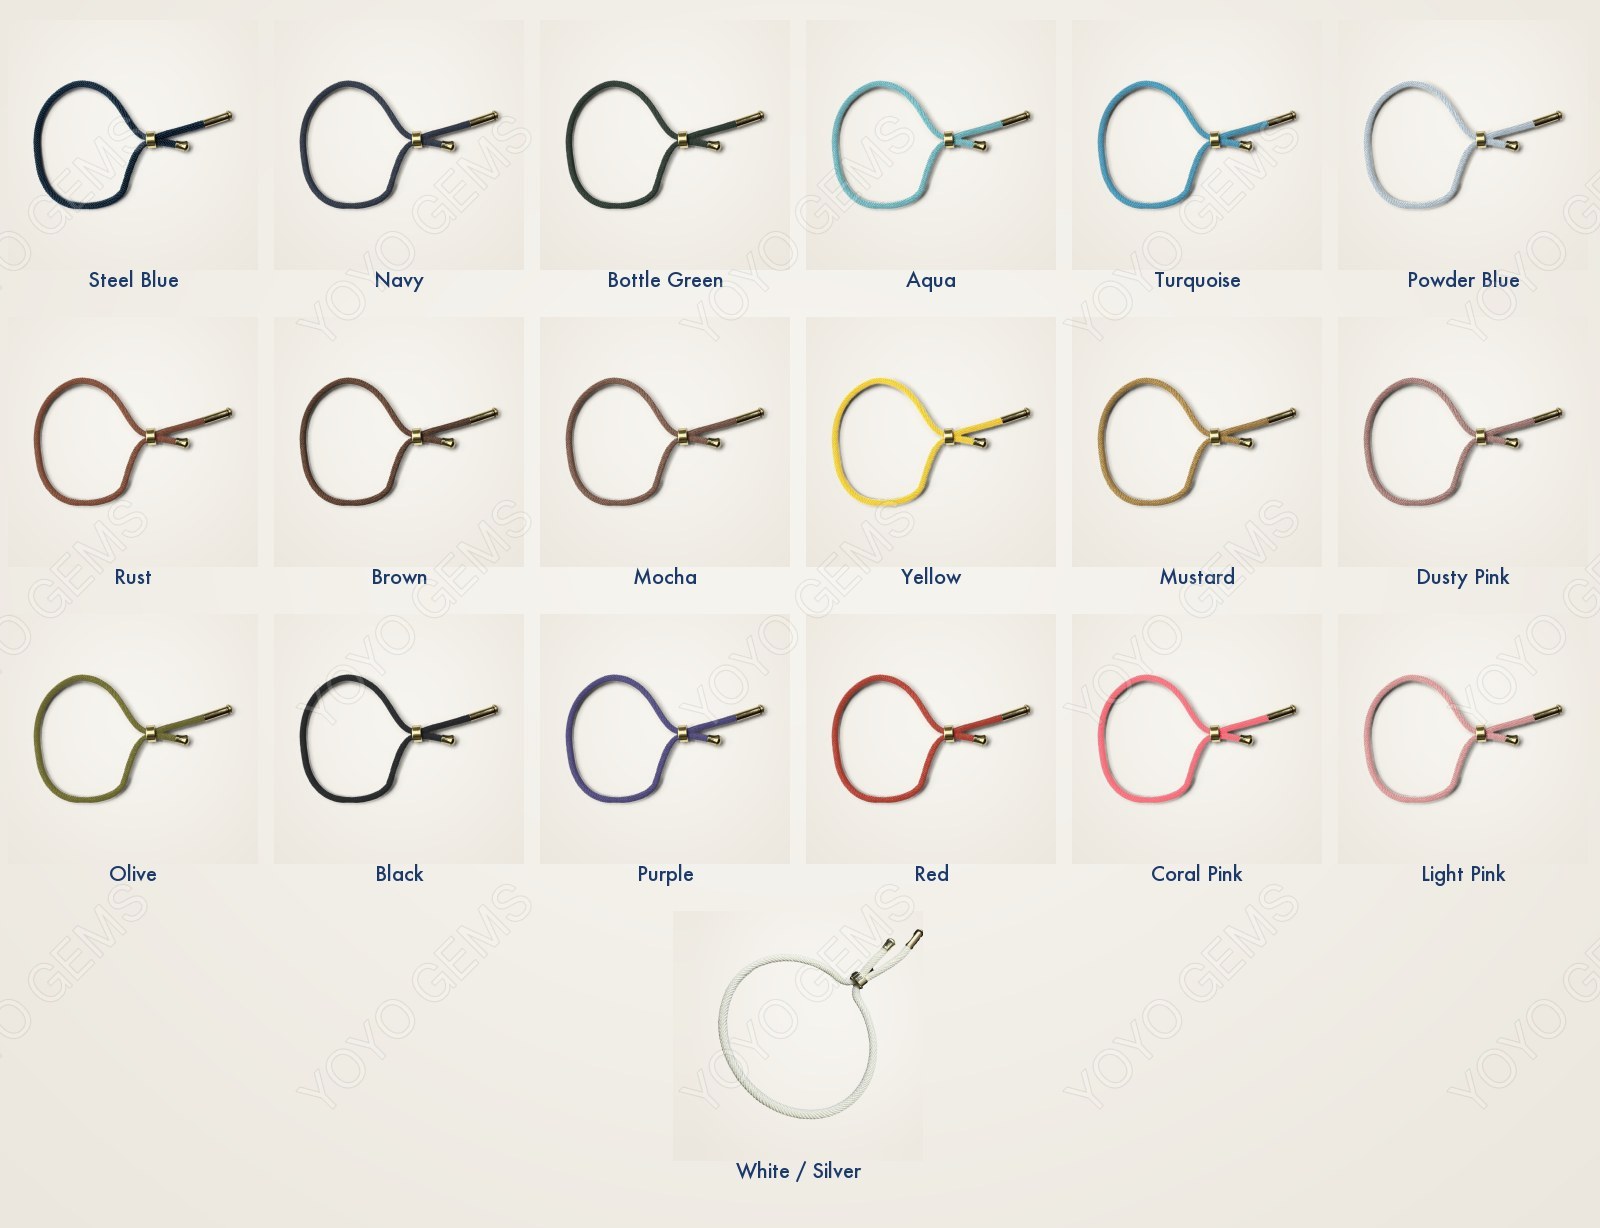 Steel Blue
Navy
Bottle Green
Aqua
Turquoise
Powder Blue
Rust
Brown
Mocha
Yellow
Mustard
Dusty Pink
Olive
Black
Purple
Red
Coral Pink
Light Pink
White / Silver
YOYO GEMS